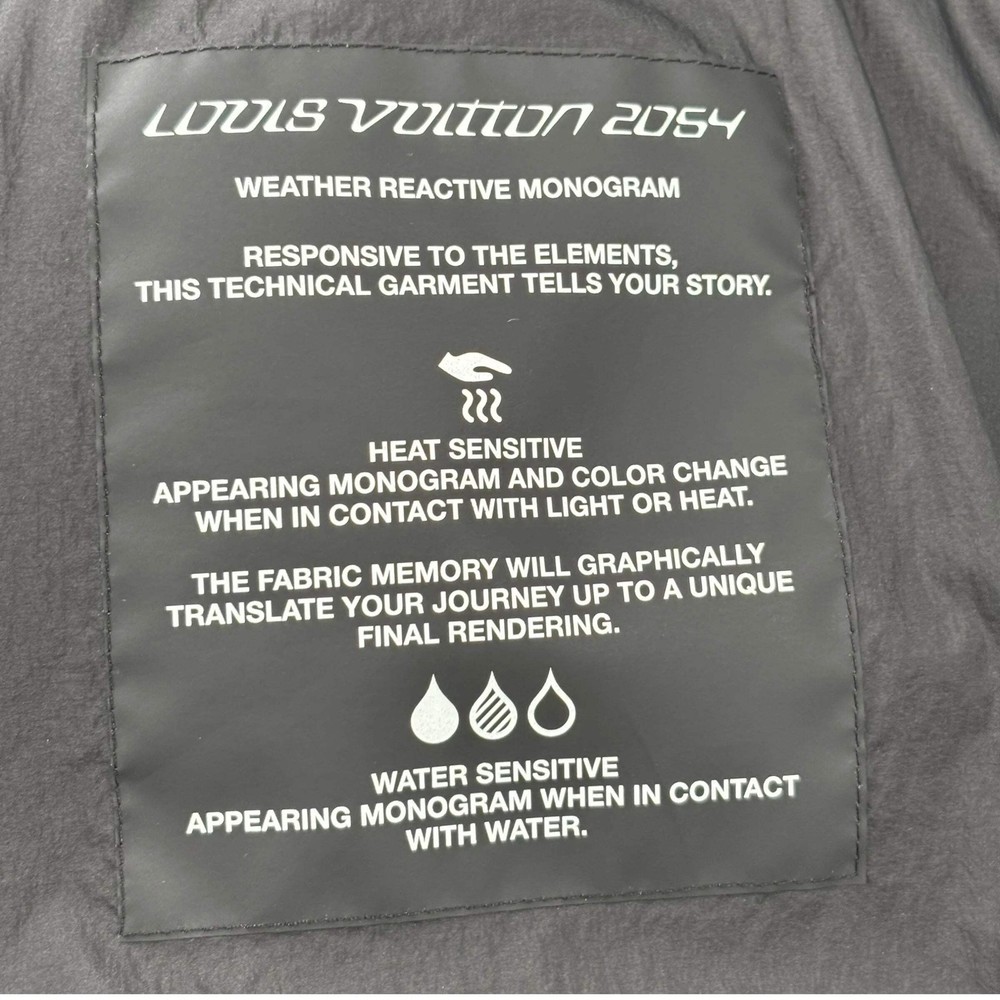 LOUIS VUITTON 2054
WEATHER REACTIVE MONOGRAM
RESPONSIVE TO THE ELEMENTS,
THIS TECHNICAL GARMENT TELLS YOUR STORY.
HEAT SENSITIVE
APPEARING MONOGRAM AND COLOR CHANGE
WHEN IN CONTACT WITH LIGHT OR HEAT.
THE FABRIC MEMORY WILL GRAPHICALLY
TRANSLATE YOUR JOURNEY UP TO A UNIQUE
FINAL RENDERING.
WATER SENSITIVE
APPEARING MONOGRAM WHEN IN CONTACT
WITH WATER.